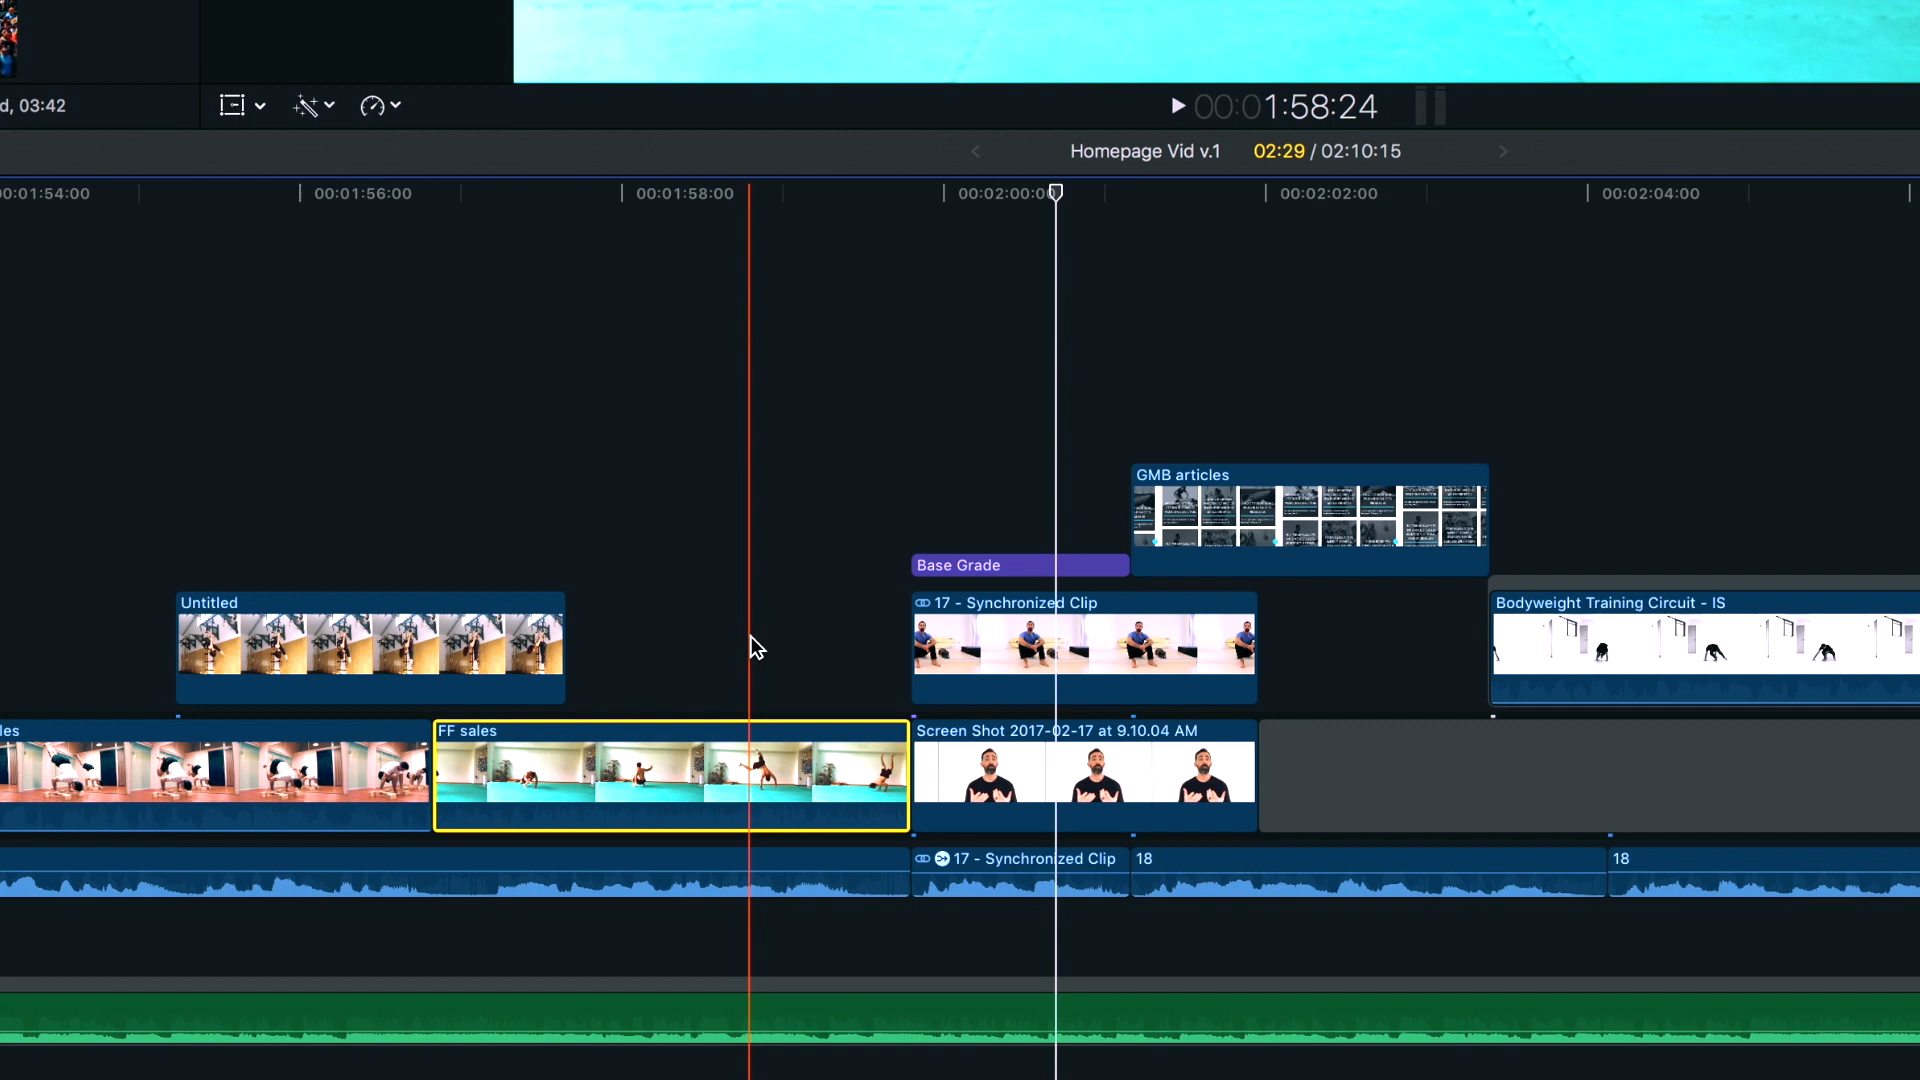 d, 03:42
00:01:58:24
Homepage Vid v.1 02:29 / 02:10:15
00:01:54:00 00:01:56:00 00:01:58:00 00:02:00:00 00:02:02:00 00:02:04:00
GMB articles
Base Grade
Untitled
17 - Synchronized Clip
Bodyweight Training Circuit - IS
les
FF sales
Screen Shot 2017-02-17 at 9.10.04 AM
17 - Synchronized Clip
18
18